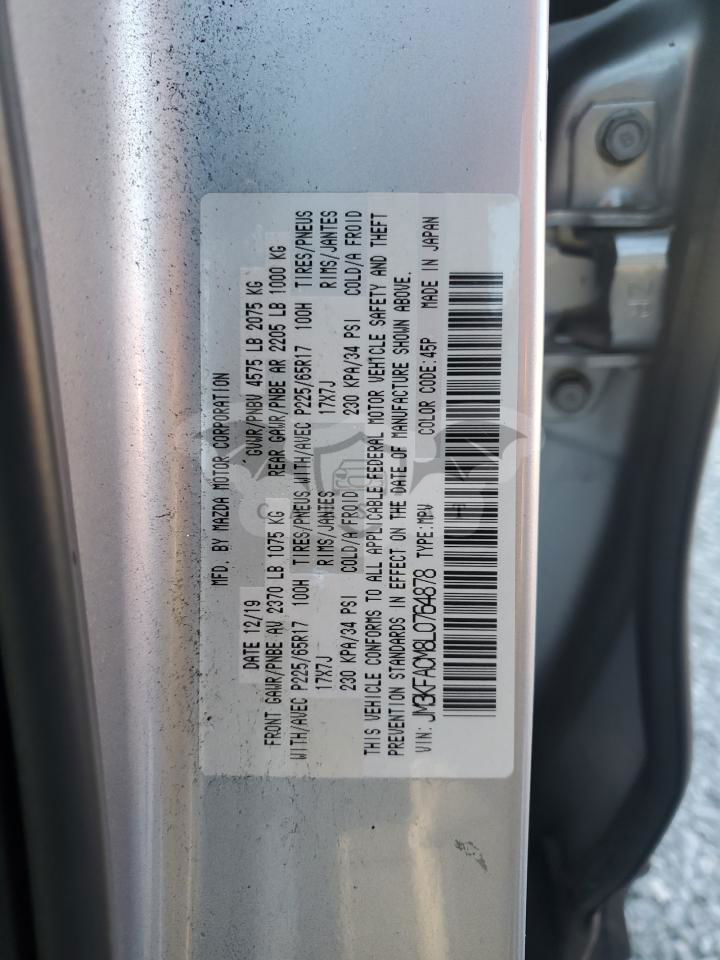 MFD. BY MAZDA MOTOR CORPORATION
DATE 12/19 GVWR/PNBV 4575 LB 2075 KG
FRONT GAWR/PNBE AV 2370 LB 1075 KG REAR GAWR/PNBE AR 2205 LB 1000 KG
WITH/AVEC P225/65R17 100H TIRES/PNEUS WITH/AVEC P225/65R17 100H TIRES/PNEUS
17X7J RIMS/JANTES 17X7J RIMS/JANTES
230 KPA/34 PSI COLD/A FROID 230 KPA/34 PSI COLD/A FROID
THIS VEHICLE CONFORMS TO ALL APPLICABLE FEDERAL MOTOR VEHICLE SAFETY AND THEFT
PREVENTION STANDARDS IN EFFECT ON THE DATE OF MANUFACTURE SHOWN ABOVE.
VIN: JM3KFACM8L0764878 TYPE:MPV COLOR CODE:45P MADE IN JAPAN